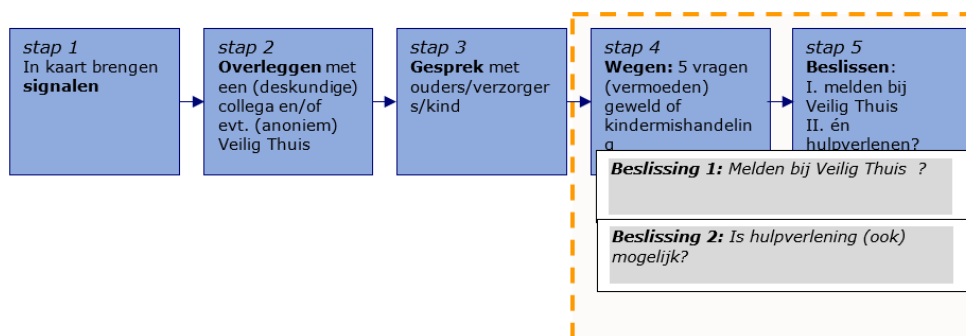 stap 1
In kaart brengen
signalen
stap 2
Overleggen met
een (deskundige)
collega en/of
evt. (anoniem)
Veilig Thuis
stap 3
Gesprek met
ouders/verzorger
s/kind
stap 4
Wegen: 5 vragen
(vermoeden)
geweld of
kindermishandelin
g
stap 5
Beslissen:
I. melden bij
Veilig Thuis
II. én
hulpverlenen?
Beslissing 1: Melden bij Veilig Thuis ?
Beslissing 2: Is hulpverlening (ook)
mogelijk?